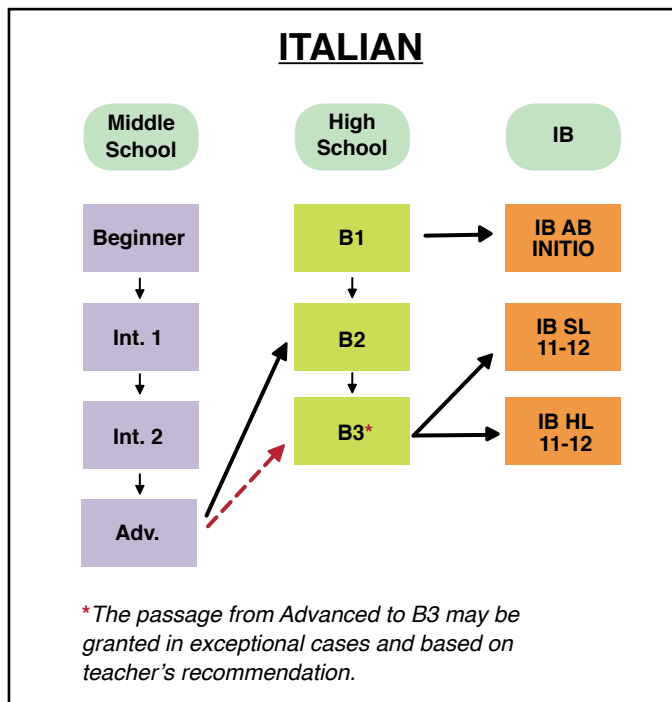 ITALIAN
Middle
School
High
School
IB
Beginner
B1
IB AB
INITIO
Int. 1
B2
IB SL
11-12
Int. 2
B3*
IB HL
11-12
Adv.
*The passage from Advanced to B3 may be
granted in exceptional cases and based on
teacher’s recommendation.